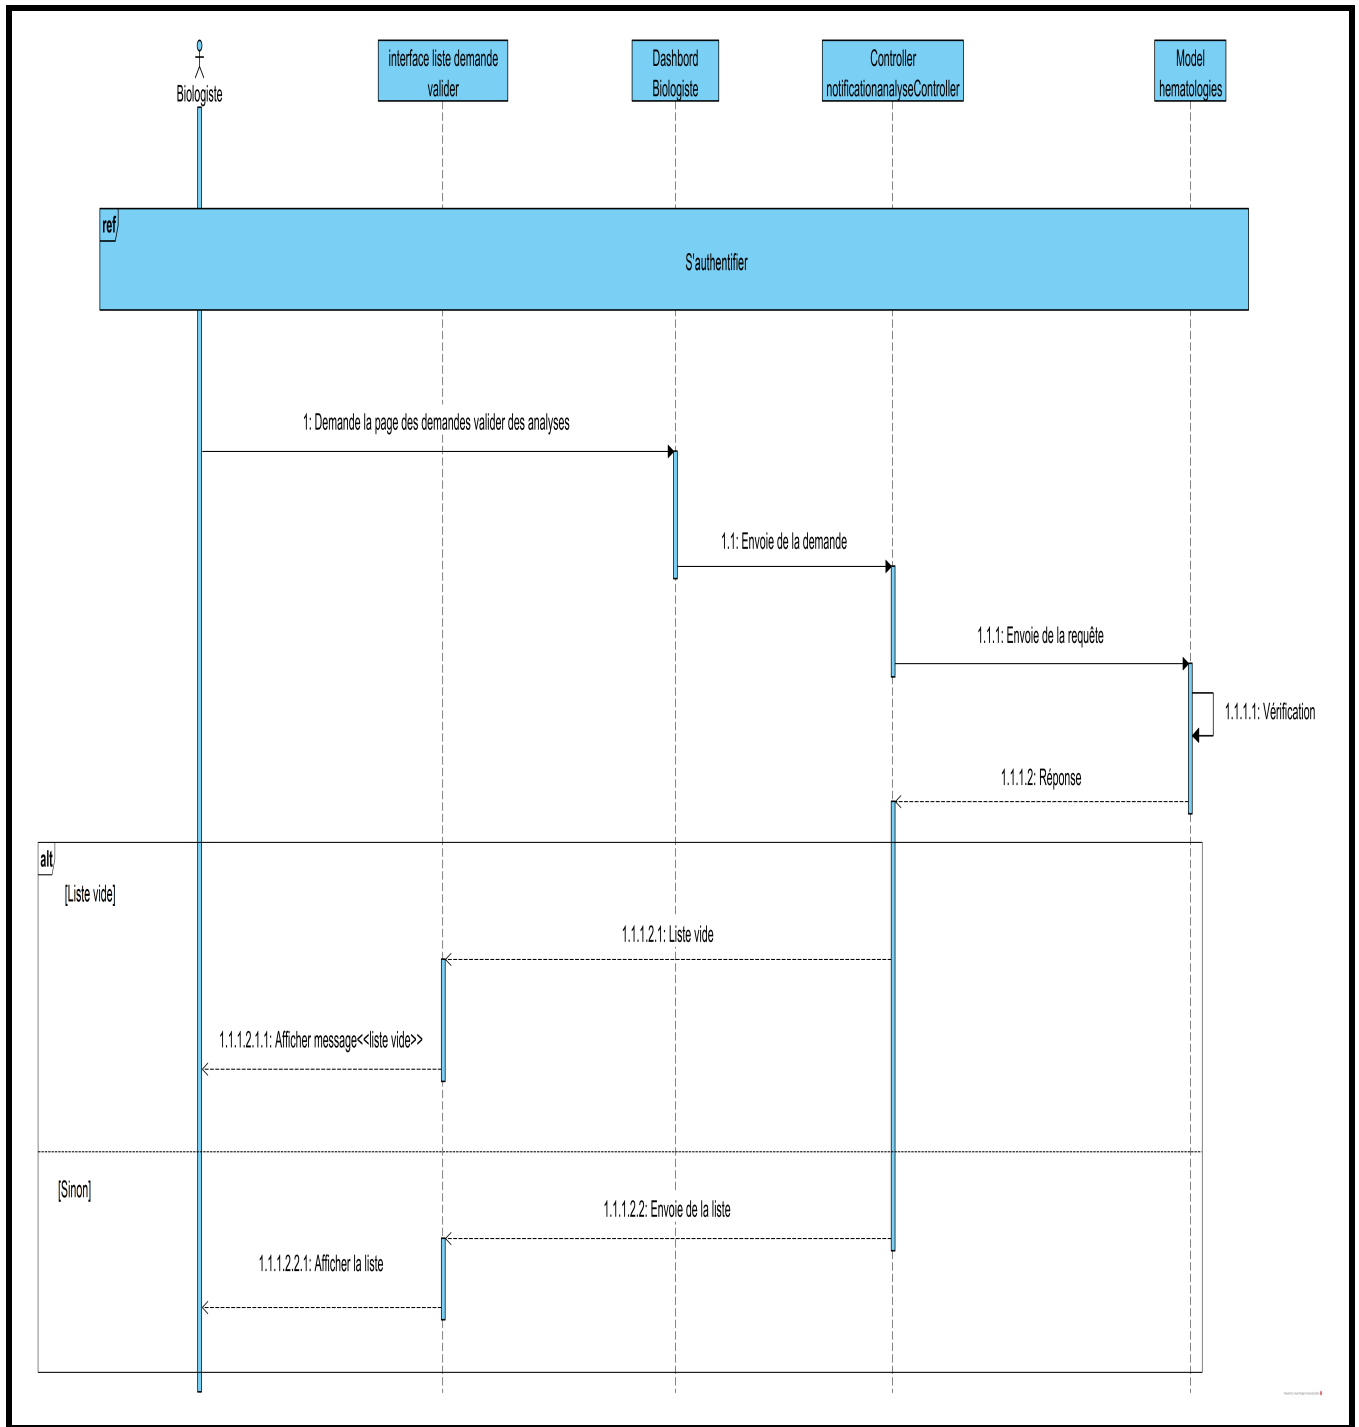 Biologiste
interface liste demande
valider
Dashbord
Biologiste
Controller
notificationanalyseController
Model
hematologies
ref
S'authentifier
1: Demande la page des demandes valider des analyses
1.1: Envoie de la demande
1.1.1: Envoie de la requête
1.1.1.1: Vérification
1.1.1.2: Réponse
alt
[Liste vide]
1.1.1.2.1: Liste vide
1.1.1.2.1.1: Afficher message<<liste vide>>
[Sinon]
1.1.1.2.2: Envoie de la liste
1.1.1.2.2.1: Afficher la liste